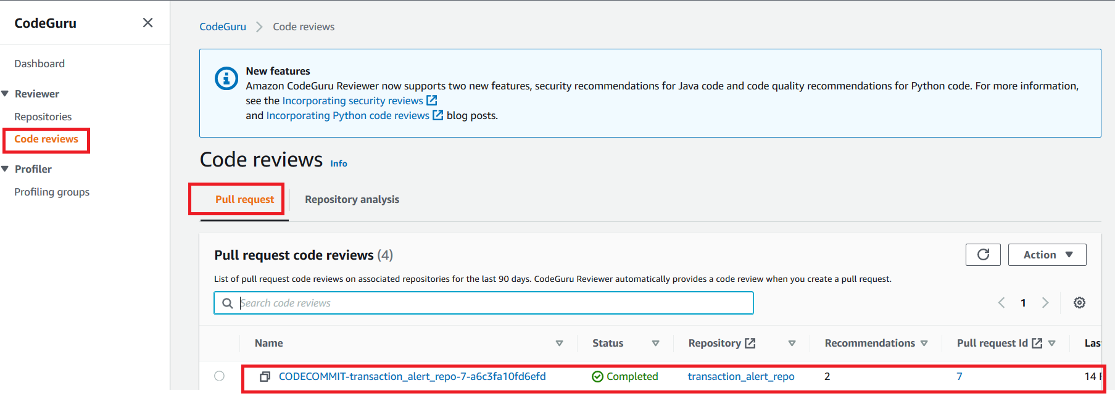 CodeGuru
Dashboard
Reviewer
Repositories
Code reviews
Profiler
Profiling groups
CodeGuru > Code reviews
New features
Amazon CodeGuru Reviewer now supports two new features, security recommendations for Java code and code quality recommendations for Python code. For more information,
see the Incorporating security reviews
and Incorporating Python code reviews blog posts.
Code reviews Info
Pull request Repository analysis
Pull request code reviews (4)
Action
List of pull request code reviews on associated repositories for the last 90 days. CodeGuru Reviewer automatically provides a code review when you create a pull request.
Search code reviews
1
Name Status Repository Recommendations Pull request Id Las
CODECOMMIT-transaction_alert_repo-7-a6c3fa10fd6efd Completed transaction_alert_repo 2 7 14